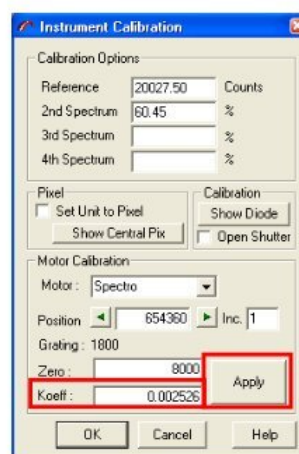 Instrument Calibration
Calibration Options
Reference 20027.50 Counts
2nd Spectrum 60.45 %
3rd Spectrum %
4th Spectrum %
Pixel
Set Unit to Pixel
Show Central Pix
Calibration
Show Diode
Open Shutter
Motor Calibration
Motor : Spectro
Position 654360 Inc. 1
Grating : 1800
Zero : 8000
Koeff : 0.002526
Apply
OK Cancel Help